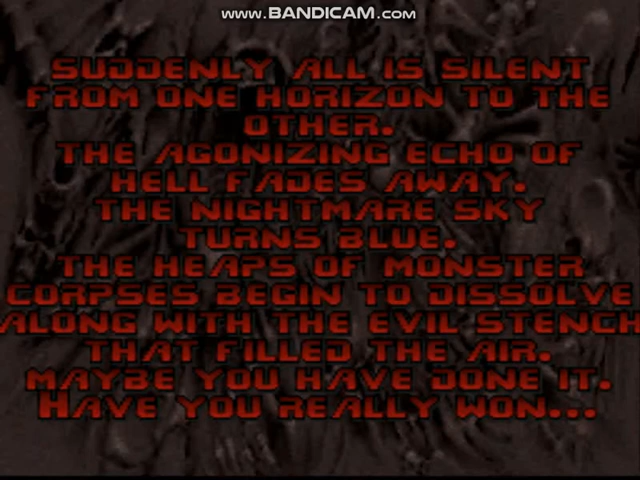 www.BANDICAM.com
SUDDENLY ALL IS SILENT
FROM ONE HORIZON TO THE
OTHER.
THE AGONIZING ECHO OF
HELL FADES AWAY.
THE NIGHTMARE SKY
TURNS BLUE.
THE HEAPS OF MONSTER
CORPSES BEGIN TO DISSOLVE
ALONG WITH THE EVIL STENCH
THAT FILLED THE AIR.
MAYBE YOU HAVE DONE IT.
HAVE YOU REALLY WON...